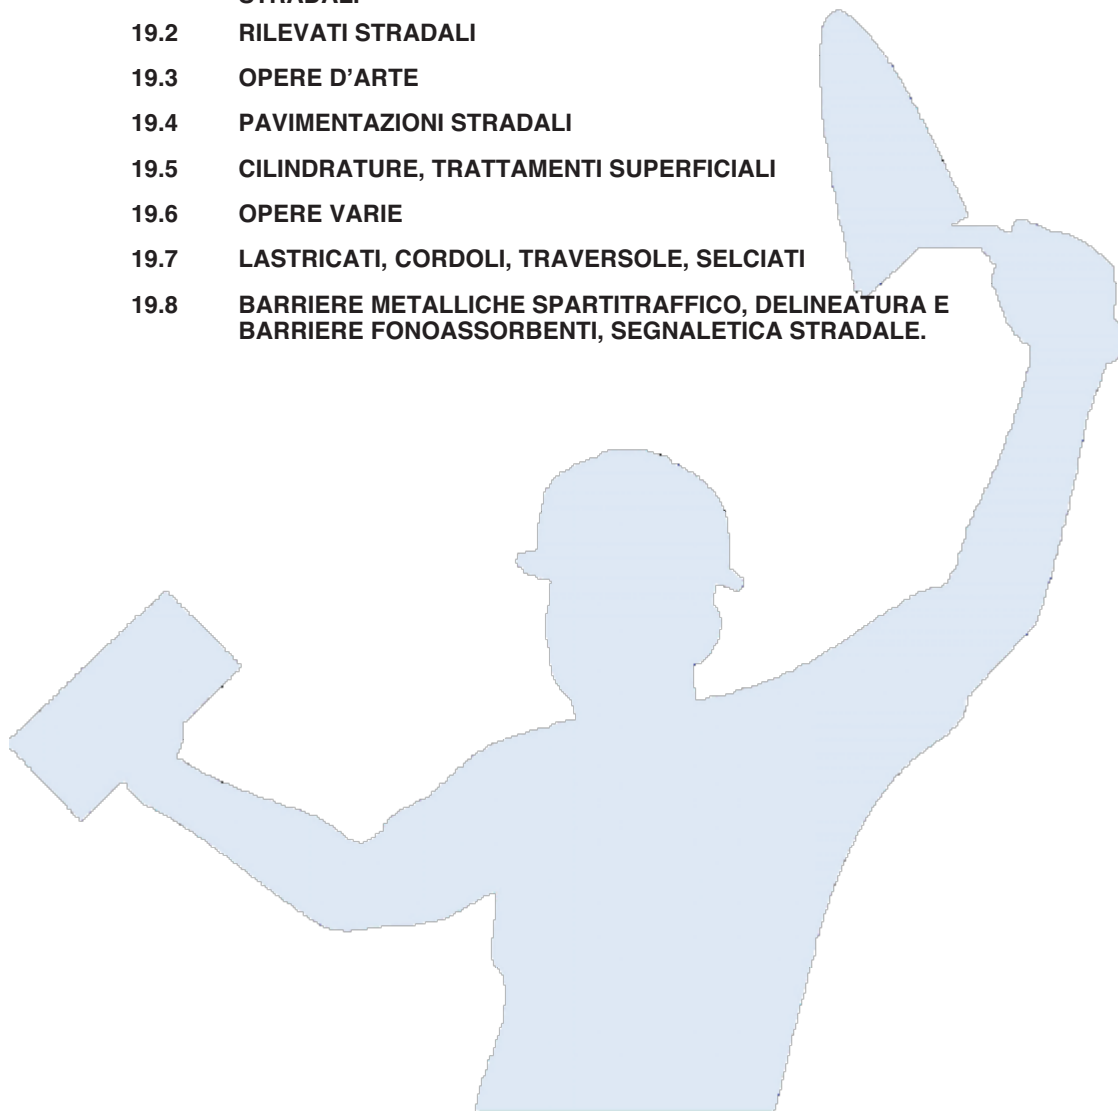 STRADALI
19.2 RILEVATI STRADALI
19.3 OPERE D'ARTE
19.4 PAVIMENTAZIONI STRADALI
19.5 CILINDRATURE, TRATTAMENTI SUPERFICIALI
19.6 OPERE VARIE
19.7 LASTRICATI, CORDOLI, TRAVERSOLE, SELCIATI
19.8 BARRIERE METALLICHE SPARTITRAFFICO, DELINEATURA E
BARRIERE FONOASSORBENTI, SEGNALETICA STRADALE.